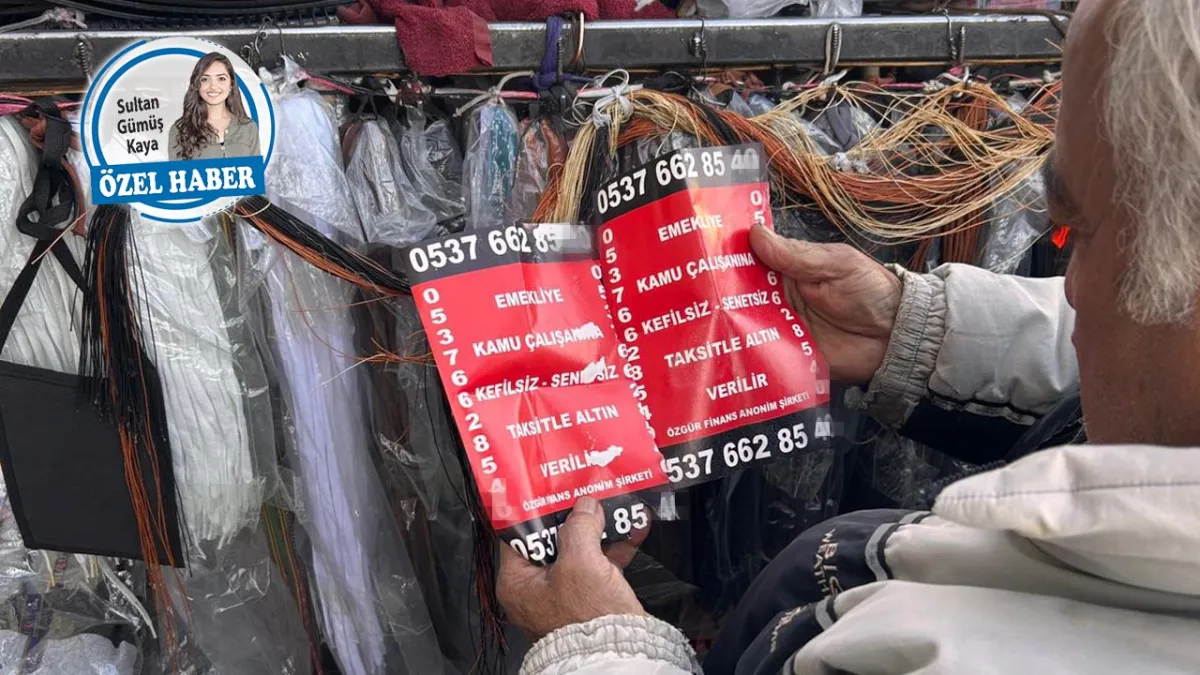 Sultan
Gümüş
Kaya
ÖZEL HABER
0537 662 85
EMEKLİYE
KAMU ÇALIŞANINA
KEFİLSİZ - SENETSİZ
TAKSİTLE ALTIN
VERİLİR
ÖZGÜR FİNANS ANONİM ŞİRKETİ
0537 662 85
0537 662 85
EMEKLİYE
KAMU ÇALIŞANINA
KEFİLSİZ - SENETSİZ
TAKSİTLE ALTIN
VERİLİR
ÖZGÜR FİNANS ANONİM ŞİRKETİ
0537 662 85